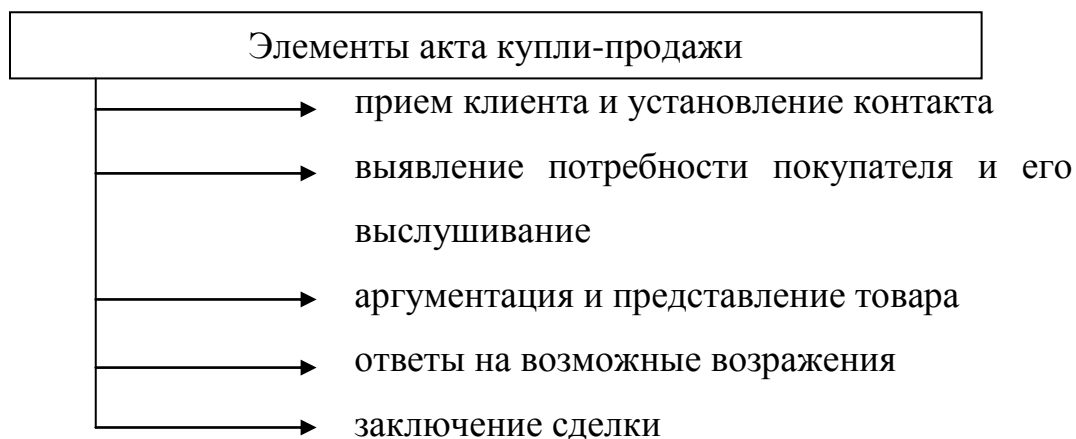 Элементы акта купли-продажи
прием клиента и установление контакта
выявление потребности покупателя и его
выслушивание
аргументация и представление товара
ответы на возможные возражения
заключение сделки